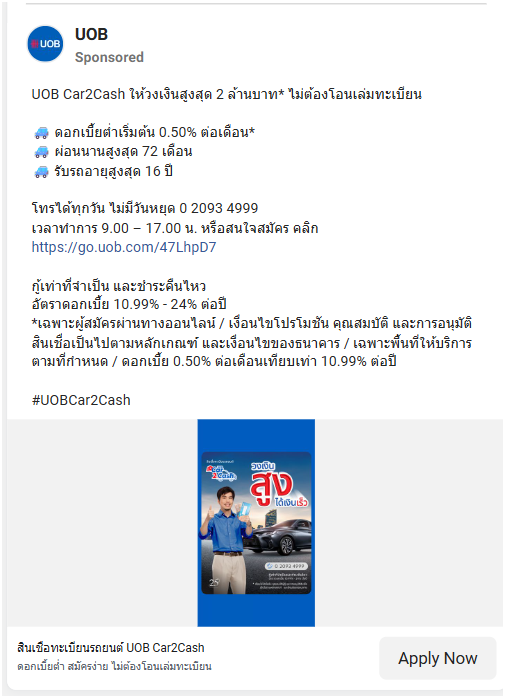 UOB
UOB
Sponsored
UOB Car2Cash ให้วงเงินสูงสุด 2 ล้านบาท* ไม่ต้องโอนเล่มทะเบียน
🚙 ดอกเบี้ยต่ำเริ่มต้น 0.50% ต่อเดือน*
🚙 ผ่อนนานสูงสุด 72 เดือน
🚙 รับรถอายุสูงสุด 16 ปี
โทรได้ทุกวัน ไม่มีวันหยุด 0 2093 4999
เวลาทำการ 9.00 – 17.00 น. หรือสนใจสมัคร คลิก
https://go.uob.com/47LhpD7
กู้เท่าที่จำเป็น และชำระคืนไหว
อัตราดอกเบี้ย 10.99% - 24% ต่อปี
*เฉพาะผู้สมัครผ่านทางออนไลน์ / เงื่อนไขโปรโมชัน คุณสมบัติ และการอนุมัติ
สินเชื่อเป็นไปตามหลักเกณฑ์ และเงื่อนไขของธนาคาร / เฉพาะพื้นที่ให้บริการ
ตามที่กำหนด / ดอกเบี้ย 0.50% ต่อเดือนเทียบเท่า 10.99% ต่อปี
#UOBCar2Cash
วงเงิน
สูง
ได้เงินเร็ว
0 2093 4999
สินเชื่อทะเบียนรถยนต์ UOB Car2Cash
ดอกเบี้ยต่ำ สมัครง่าย ไม่ต้องโอนเล่มทะเบียน
Apply Now